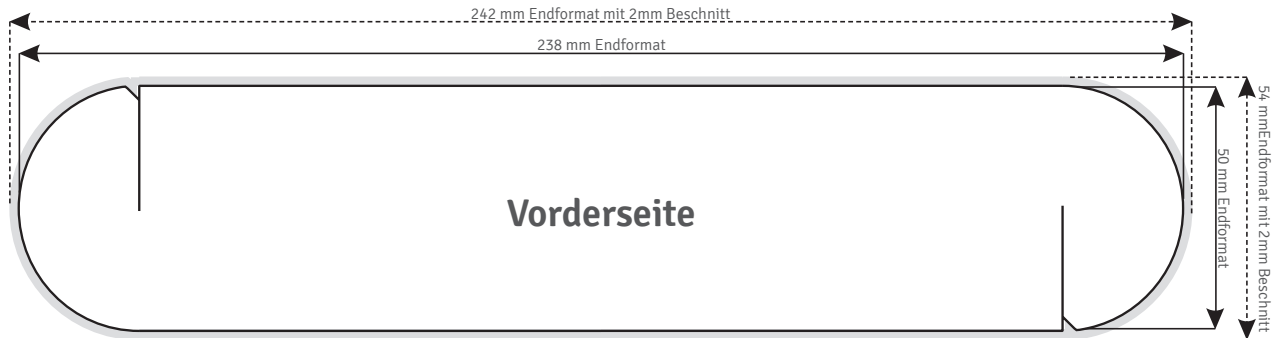 242 mm Endformat mit 2mm Beschnitt
238 mm Endformat
Vorderseite
50 mm Endformat
54 mmEndformat mit 2mm Beschnitt